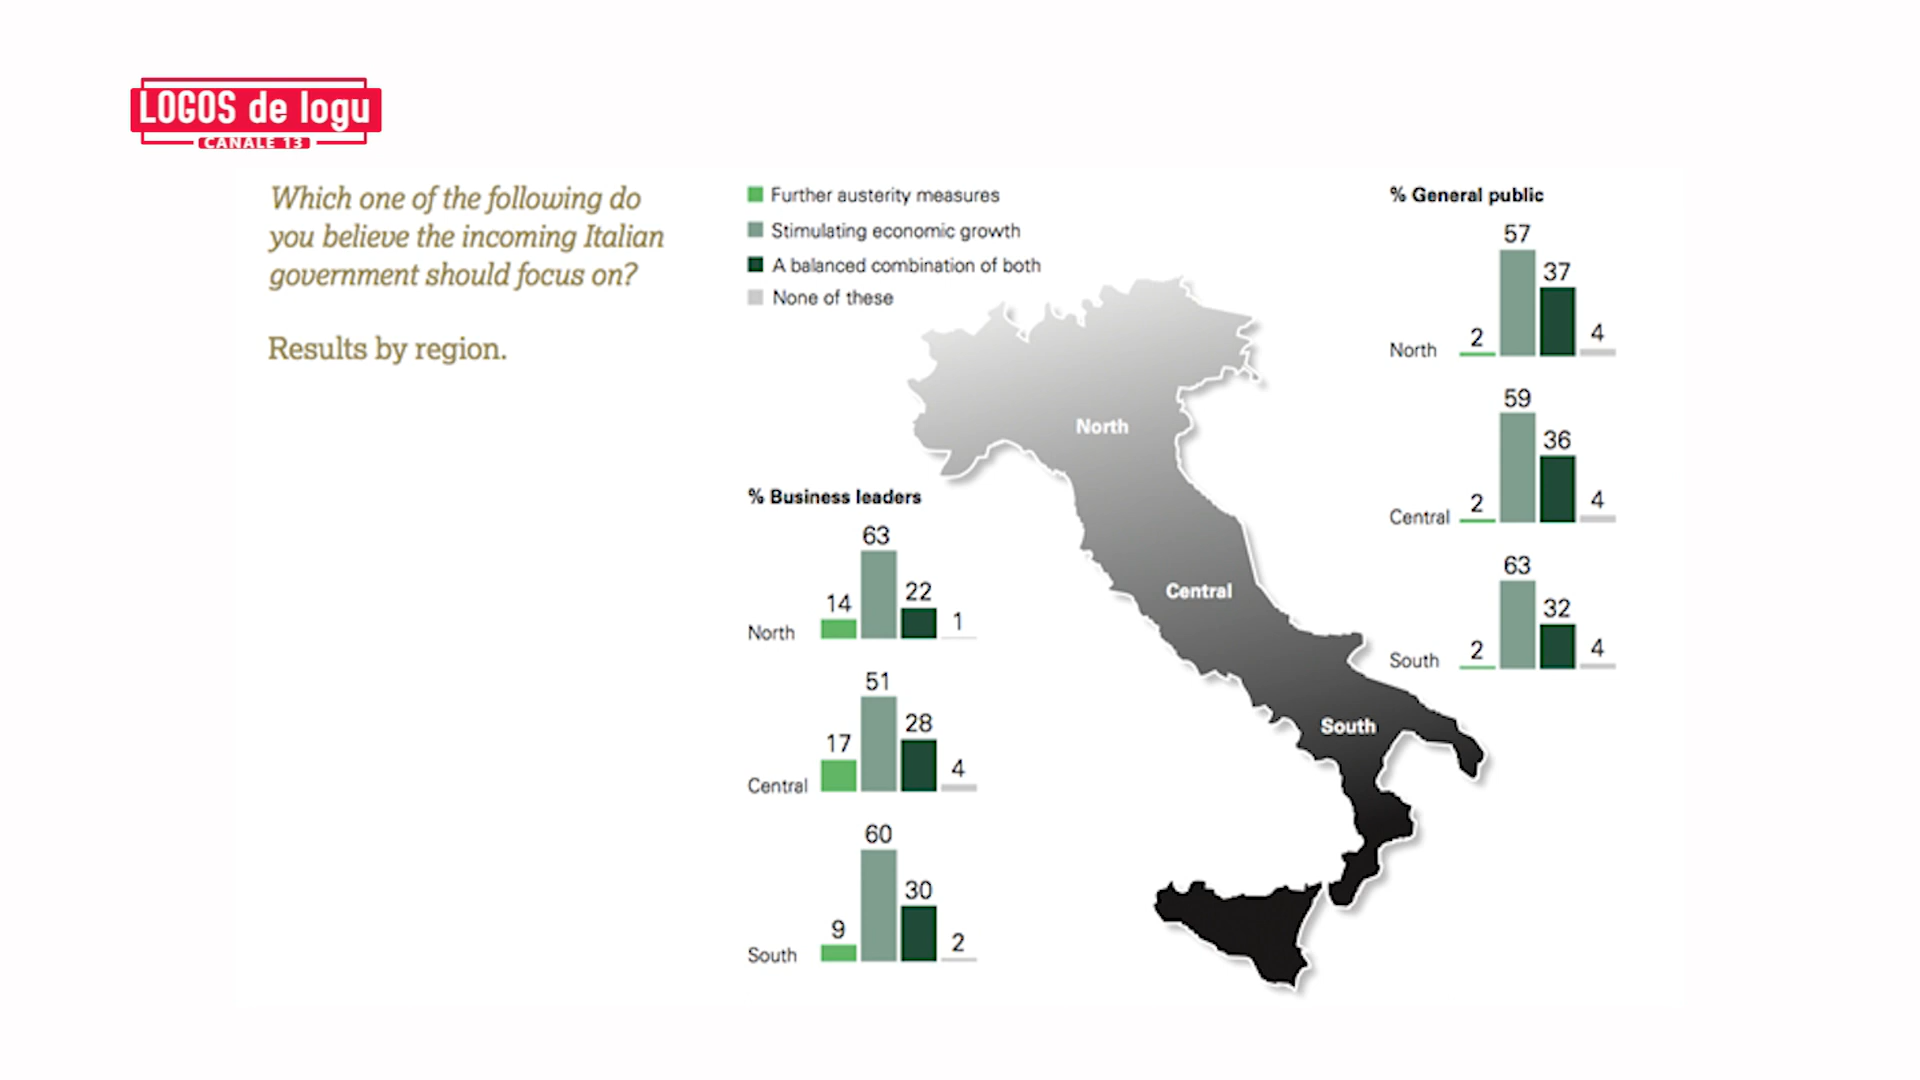 LOGOS de logu
CANALE 13
Which one of the following do
you believe the incoming Italian
government should focus on?
Results by region.
Further austerity measures
Stimulating economic growth
A balanced combination of both
None of these
% General public
57
37
2
4
North
59
36
2
4
Central
63
32
2
4
South
North
Central
South
% Business leaders
63
14
22
1
North
51
17
28
4
Central
60
9
30
2
South